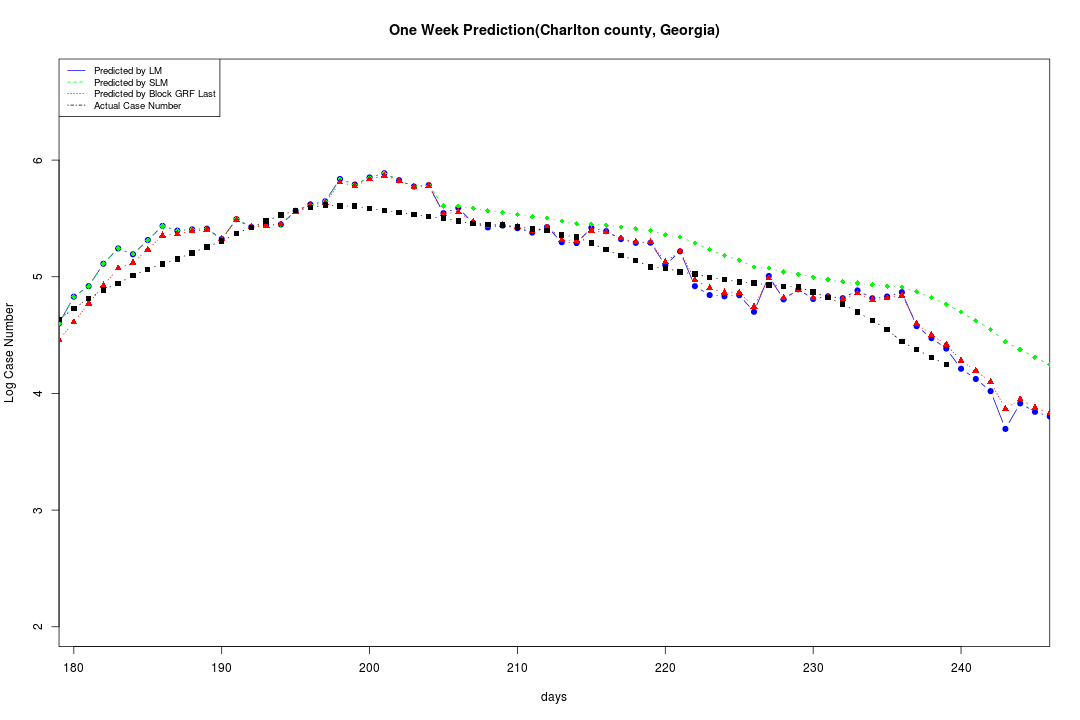 One Week Prediction(Charlton county, Georgia)
Predicted by LM
Predicted by SLM
Predicted by Block GRF Last
Actual Case Number
6
5
4
3
2
Log Case Number
180 190 200 210 220 230 240
days